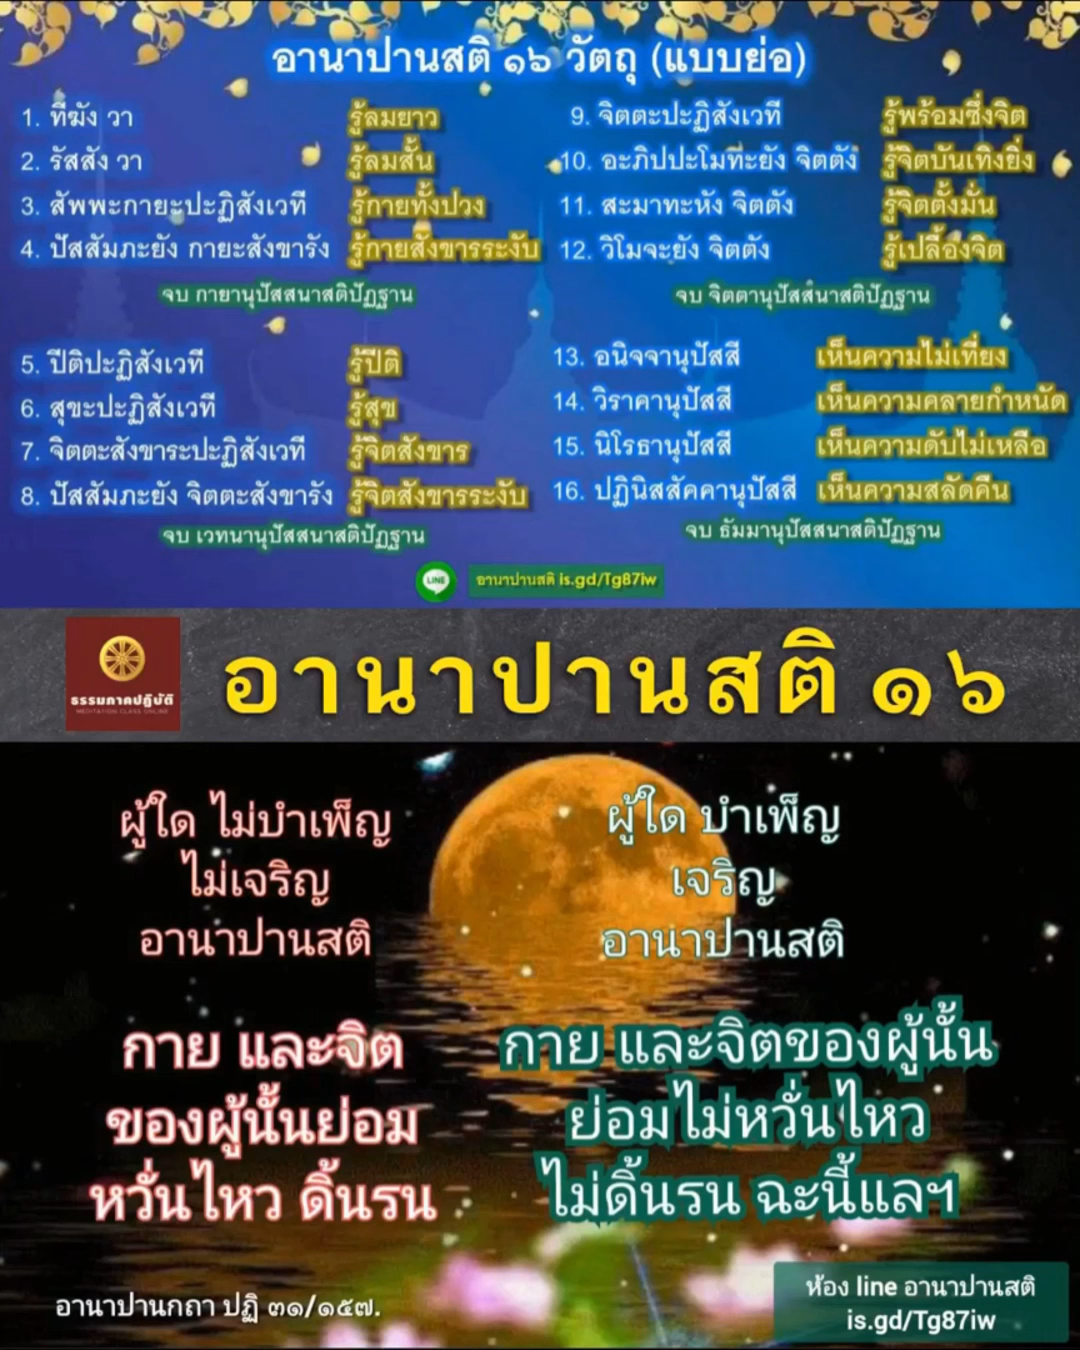 อานาปานสติ ๑๖ วัตถุ (แบบย่อ)
1. ทีฆัง วา รู้ลมยาว
2. รัสสัง วา รู้ลมสั้น
3. สัพพะกายะปะฏิสังเวที รู้กายทั้งปวง
4. ปัสสัมภะยัง กายะสังขารัง รู้กายสังขารระงับ
จบ กายานุปัสสนาสติปัฏฐาน
5. ปีติปะฏิสังเวที รู้ปีติ
6. สุขะปะฏิสังเวที รู้สุข
7. จิตตะสังขาระปะฏิสังเวที รู้จิตสังขาร
8. ปัสสัมภะยัง จิตตะสังขารัง รู้จิตสังขารระงับ
จบ เวทนานุปัสสนาสติปัฏฐาน
9. จิตตะปะฏิสังเวที รู้พร้อมซึ่งจิต
10. อะภิปปะโมทะยัง จิตตัง รู้จิตบันเทิงยิ่ง
11. สะมาทะหัง จิตตัง รู้จิตตั้งมั่น
12. วิโมจะยัง จิตตัง รู้เปลื้องจิต
จบ จิตตานุปัสสนาสติปัฏฐาน
13. อนิจจานุปัสสี เห็นความไม่เที่ยง
14. วิราคานุปัสสี เห็นความคลายกำหนัด
15. นิโรธานุปัสสี เห็นความดับไม่เหลือ
16. ปฏินิสสัคคานุปัสสี เห็นความสลัดคืน
จบ ธัมมานุปัสสนาสติปัฏฐาน
LINE อานาปานสติ is.gd/Tg87iw
ธรรมภาคปฏิบัติ
MEDITATION CLASS ONLINE
อานาปานสติ ๑๖
ผู้ใด ไม่บำเพ็ญ
ไม่เจริญ
อานาปานสติ
กาย และจิต
ของผู้นั้นย่อม
หวั่นไหว ดิ้นรน
ผู้ใด บำเพ็ญ
เจริญ
อานาปานสติ
กาย และจิตของผู้นั้น
ย่อมไม่หวั่นไหว
ไม่ดิ้นรน ฉะนี้แลฯ
อานาปานกถา ปฏิ ๓๑/๑๕๗.
ห้อง line อานาปานสติ
is.gd/Tg87iw